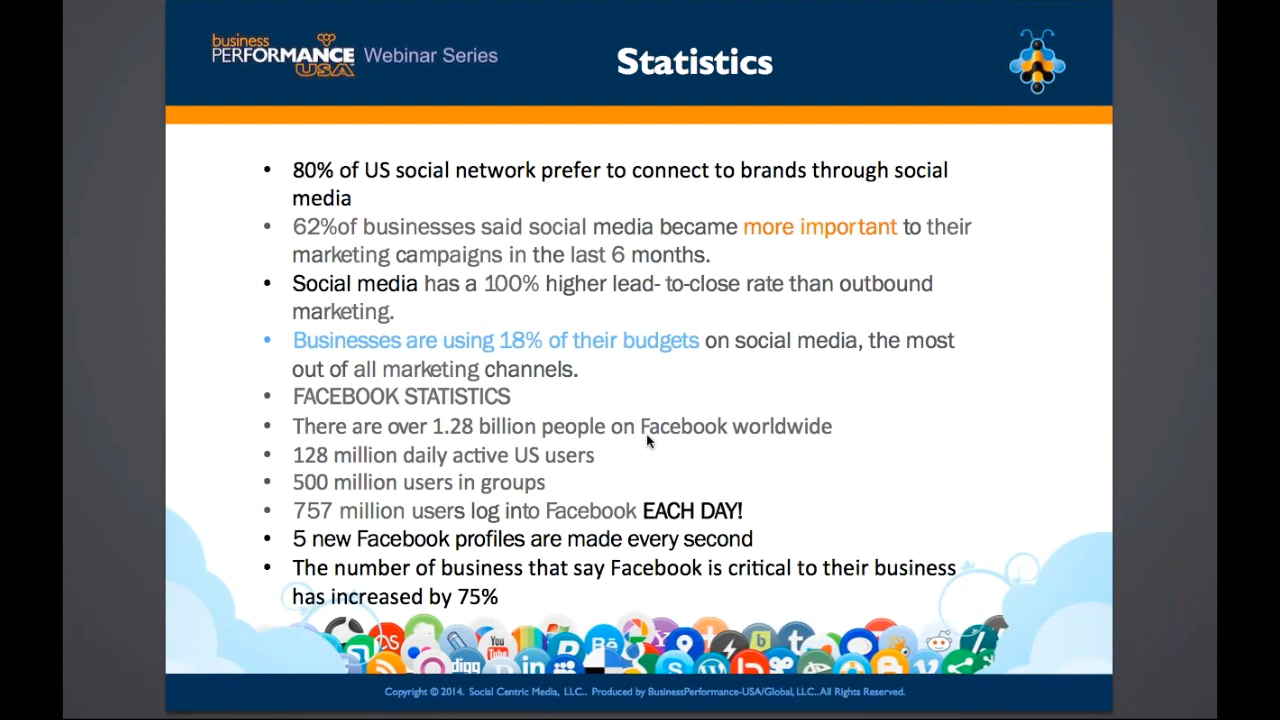 business
PERFORMANCE
USA
Webinar Series
Statistics
• 80% of US social network prefer to connect to brands through social
media
• 62%of businesses said social media became more important to their
marketing campaigns in the last 6 months.
• Social media has a 100% higher lead- to-close rate than outbound
marketing.
• Businesses are using 18% of their budgets on social media, the most
out of all marketing channels.
• FACEBOOK STATISTICS
• There are over 1.28 billion people on Facebook worldwide
• 128 million daily active US users
• 500 million users in groups
• 757 million users log into Facebook EACH DAY!
• 5 new Facebook profiles are made every second
• The number of business that say Facebook is critical to their business
has increased by 75%
You
Tube
Bē
b
t
digg
in
S
W
B
Copyright © 2014. Social Centric Media, LLC.. Produced by BusinessPerformance-USA/Global, LLC..All Rights Reserved.